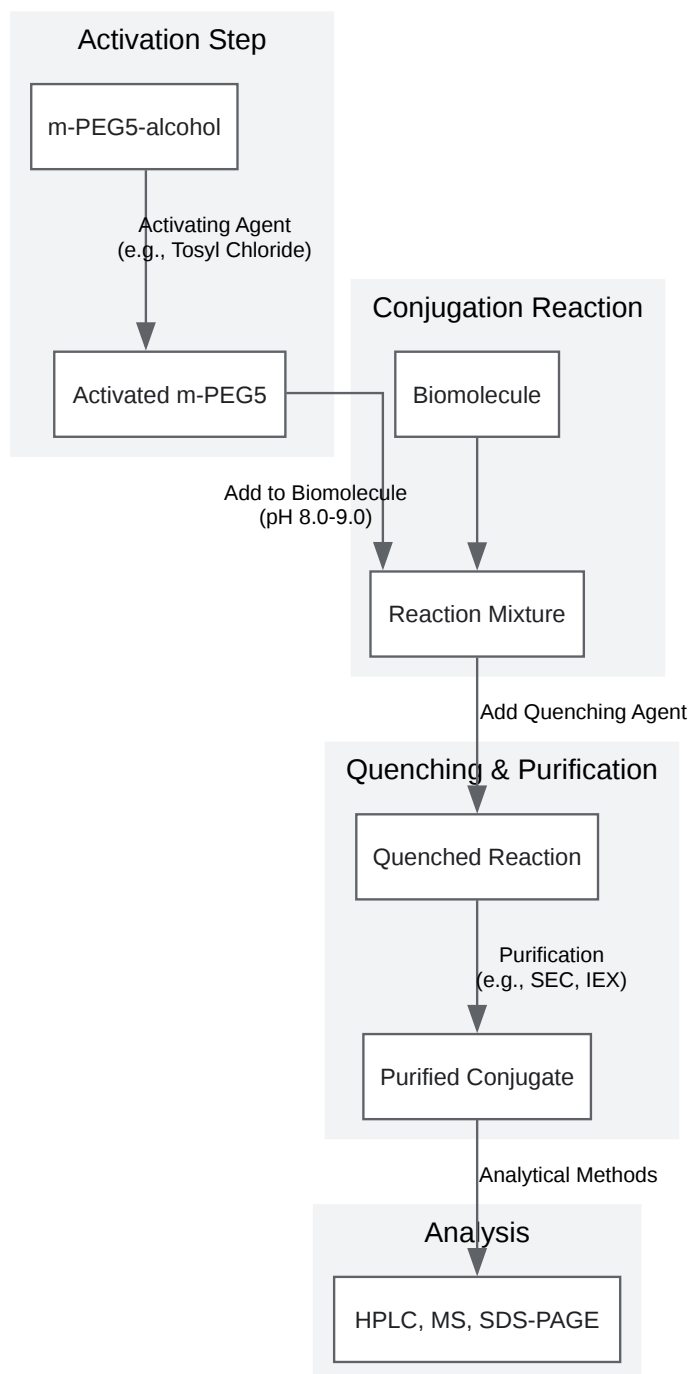 Activation Step
m-PEG5-alcohol
Activating Agent
(e.g., Tosyl Chloride)
Activated m-PEG5
Conjugation Reaction
Biomolecule
Add to Biomolecule
(pH 8.0-9.0)
Reaction Mixture
Add Quenching Agent
Quenching & Purification
Quenched Reaction
Purification
(e.g., SEC, IEX)
Purified Conjugate
Analytical Methods
Analysis
HPLC, MS, SDS-PAGE